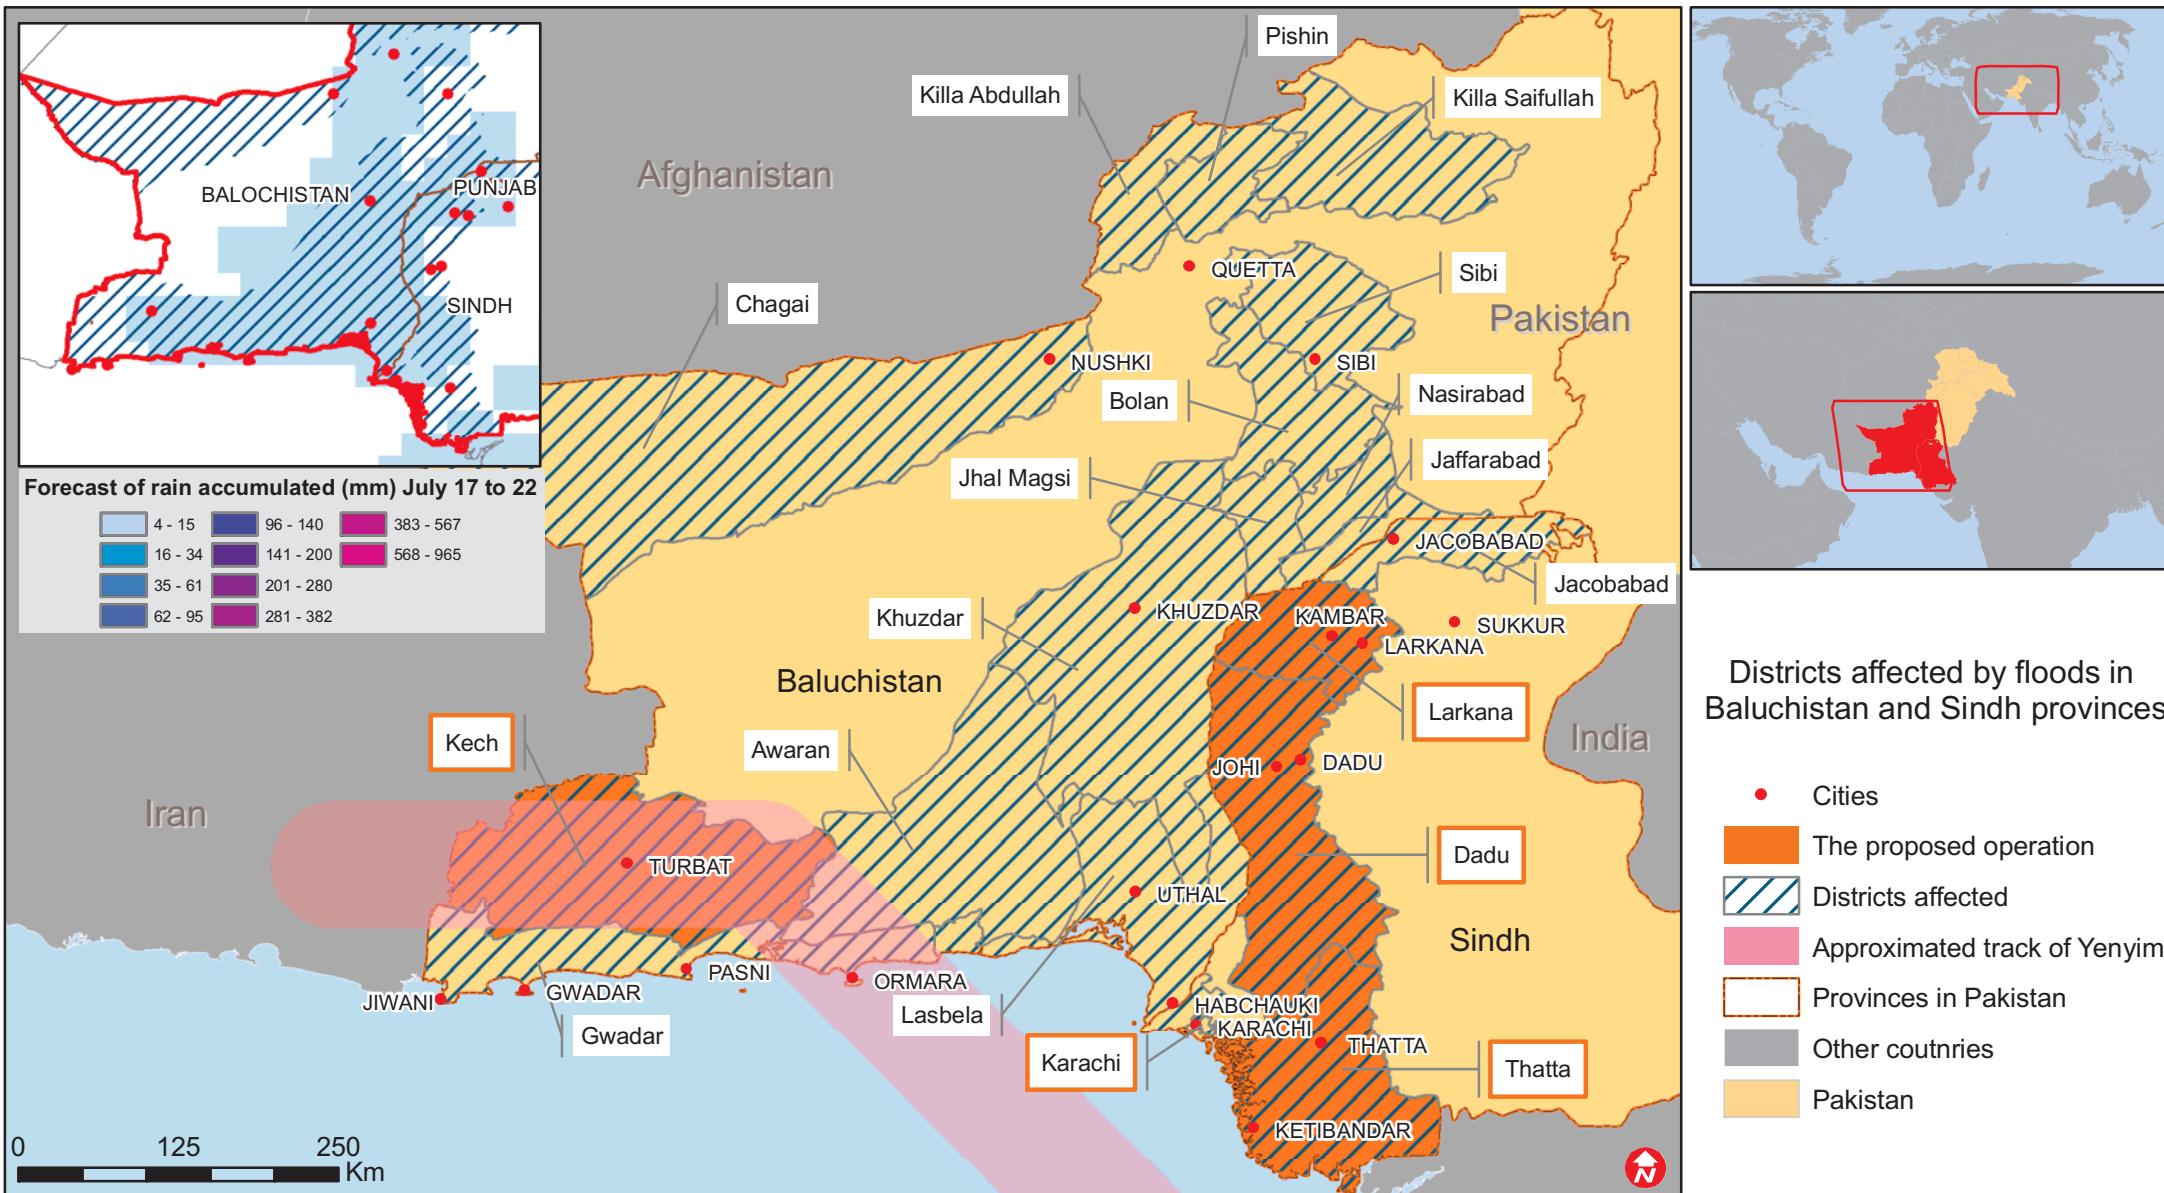 BALOCHISTAN
PUNJAB
SINDH
Forecast of rain accumulated (mm) July 17 to 22
4 - 15
96 - 140
383 - 567
16 - 34
141 - 200
568 - 965
35 - 61
201 - 280
62 - 95
281 - 382
Pishin
Killa Abdullah
Killa Saifullah
Afghanistan
QUETTA
Sibi
Chagai
Pakistan
NUSHKI
SIBI
Bolan
Nasirabad
Jaffarabad
Jhal Magsi
JACOBABAD
Jacobabad
Khuzdar
KHUZDAR
KAMBAR
SUKKUR
LARKANA
Baluchistan
Larkana
Kech
Awaran
India
JOHI
DADU
Iran
Dadu
TURBAT
UTHAL
Sindh
PASNI
ORMARA
JIWANI
GWADAR
HABCHAUKI
Lasbela
KARACHI
Gwadar
THATTA
Karachi
Thatta
KETIBANDAR
0 125 250
Km
N
Districts affected by floods in
Baluchistan and Sindh provinces
Cities
The proposed operation
Districts affected
Approximated track of Yenyim
Provinces in Pakistan
Other coutnries
Pakistan